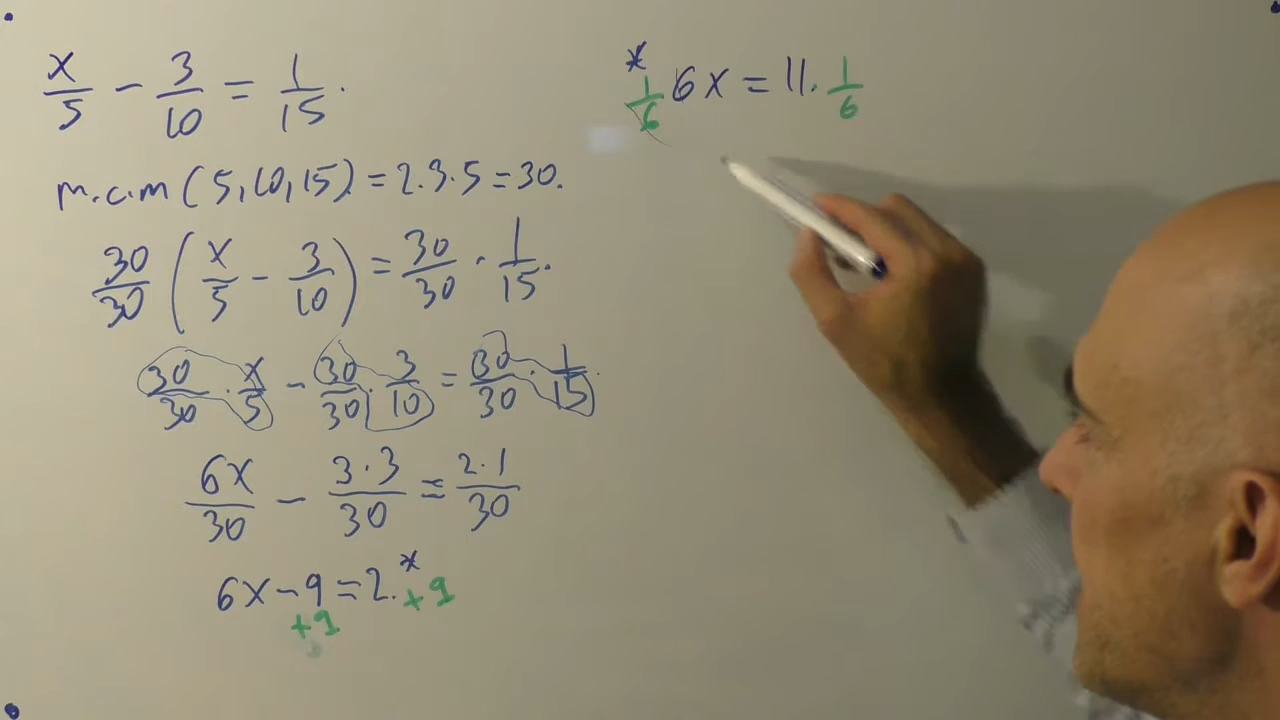 x/5 - 3/10 = 1/15.
m.c.m (5,10,15) = 2.3.5 = 30.
30/30 (x/5 - 3/10) = 30/30 · 1/15.
30/30 · x/5 - 30/30 · 3/10 = 30/30 · 1/15.
6x/30 - 3·3/30 = 2·1/30
6x - 9 = 2. *
+9 +9
*
1/6 6x = 11 · 1/6